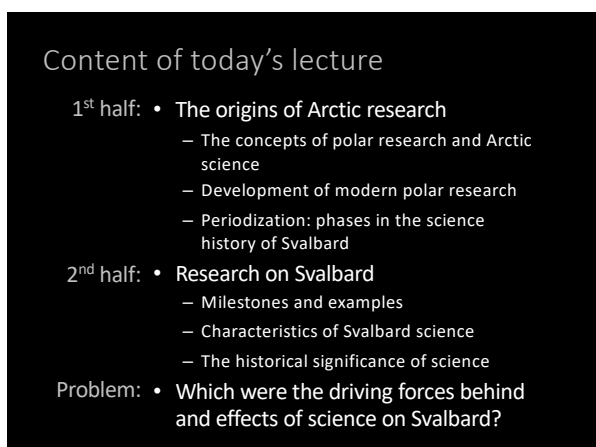 Content of today's lecture
1st half: • The origins of Arctic research
– The concepts of polar research and Arctic
science
– Development of modern polar research
– Periodization: phases in the science
history of Svalbard
2nd half: • Research on Svalbard
– Milestones and examples
– Characteristics of Svalbard science
– The historical significance of science
Problem: • Which were the driving forces behind
and effects of science on Svalbard?